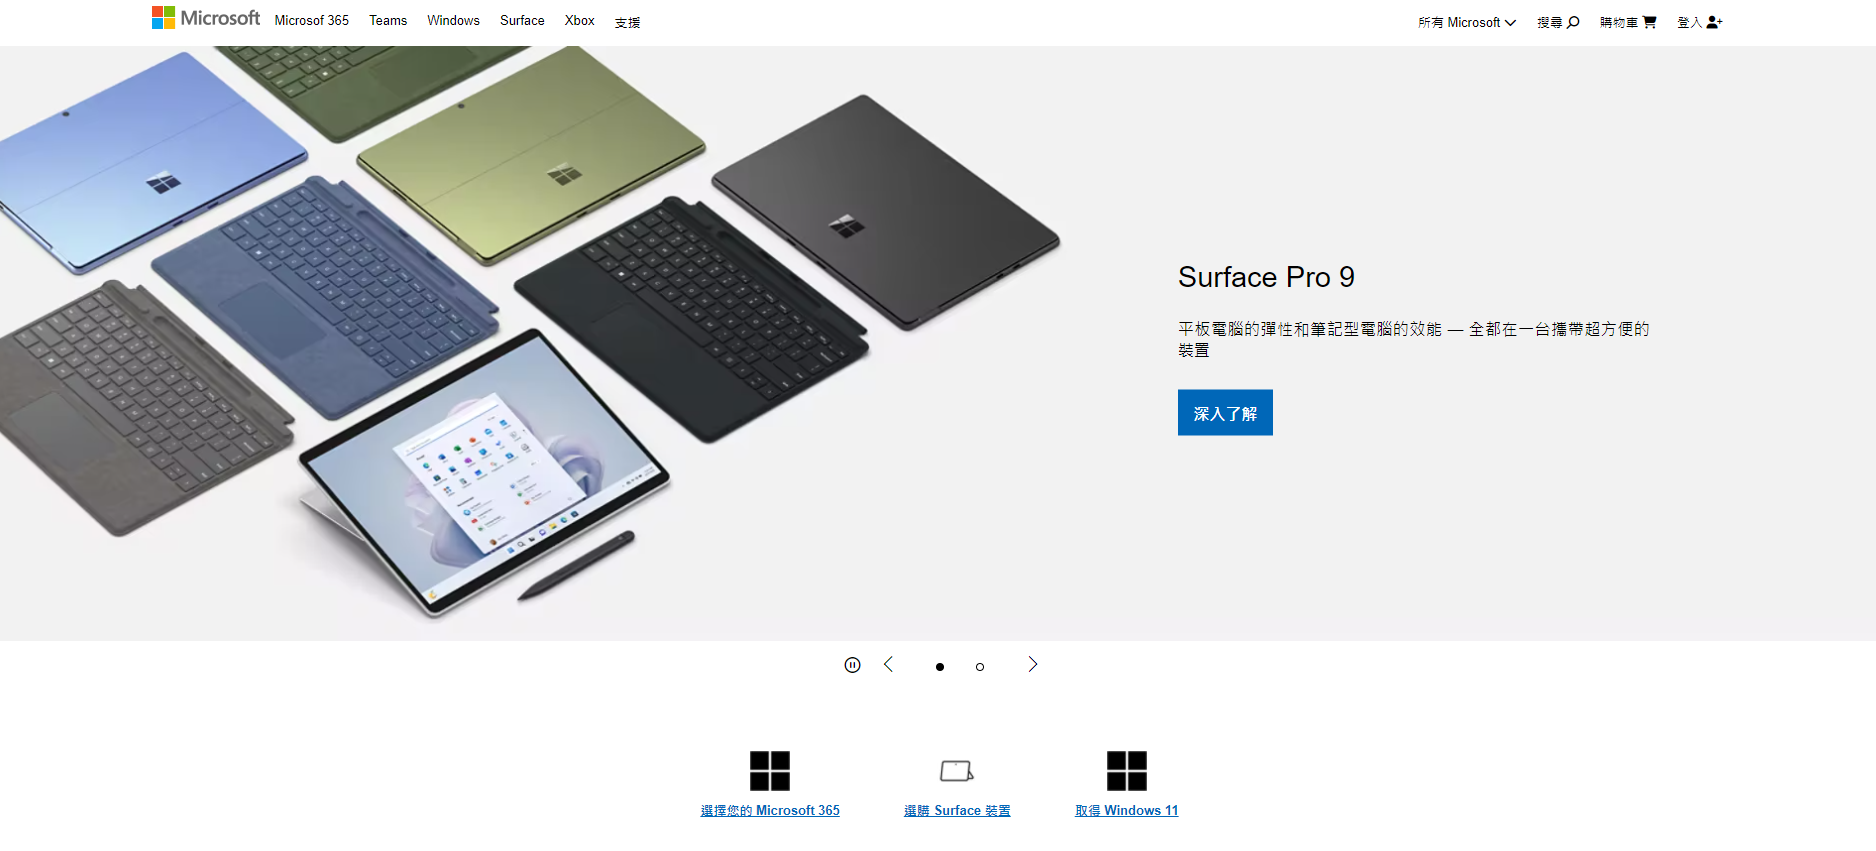 Microsoft
Microsof 365
Teams
Windows
Surface
Xbox
支援
所有 Microsoft
搜尋
購物車
登入
Surface Pro 9
平板電腦的彈性和筆記型電腦的效能 — 全都在一台攜帶超方便的
裝置
深入了解
選擇您的 Microsoft 365
選購 Surface 裝置
取得 Windows 11